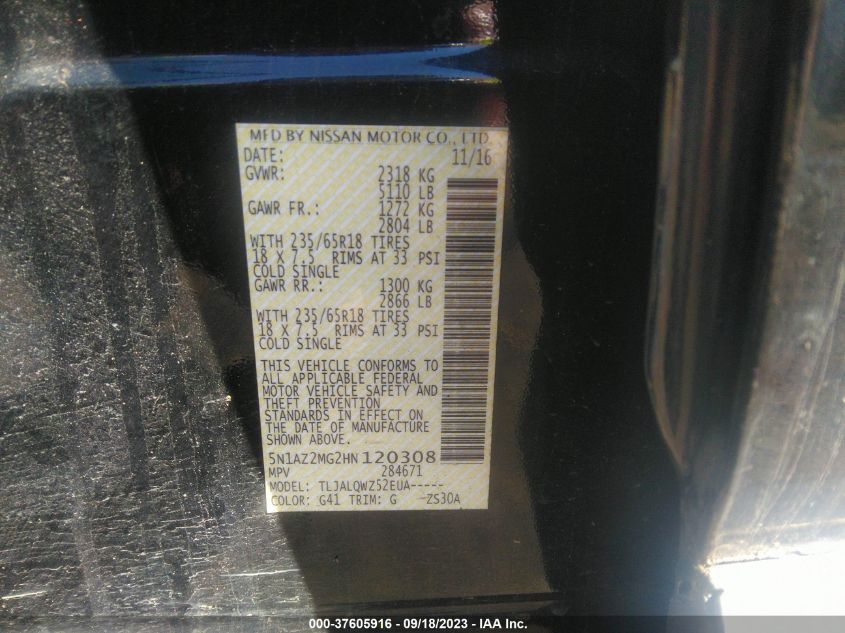 MFD BY NISSAN MOTOR CO., LTD
DATE: 11/16
GVWR: 2318 KG
5110 LB
GAWR FR.: 1272 KG
2804 LB
WITH 235/65R18 TIRES
18 X 7.5 RIMS AT 33 PSI
COLD SINGLE
GAWR RR.: 1300 KG
2866 LB
WITH 235/65R18 TIRES
18 X 7.5 RIMS AT 33 PSI
COLD SINGLE
THIS VEHICLE CONFORMS TO
ALL APPLICABLE FEDERAL
MOTOR VEHICLE SAFETY AND
THEFT PREVENTION
STANDARDS IN EFFECT ON
THE DATE OF MANUFACTURE
SHOWN ABOVE.
5N1AZ2MG2HN120308
MPV 284671
MODEL: TLJALQWZ52EUA-----
COLOR: G41 TRIM: G -ZS30A
000-37605916 - 09/18/2023 - IAA Inc.